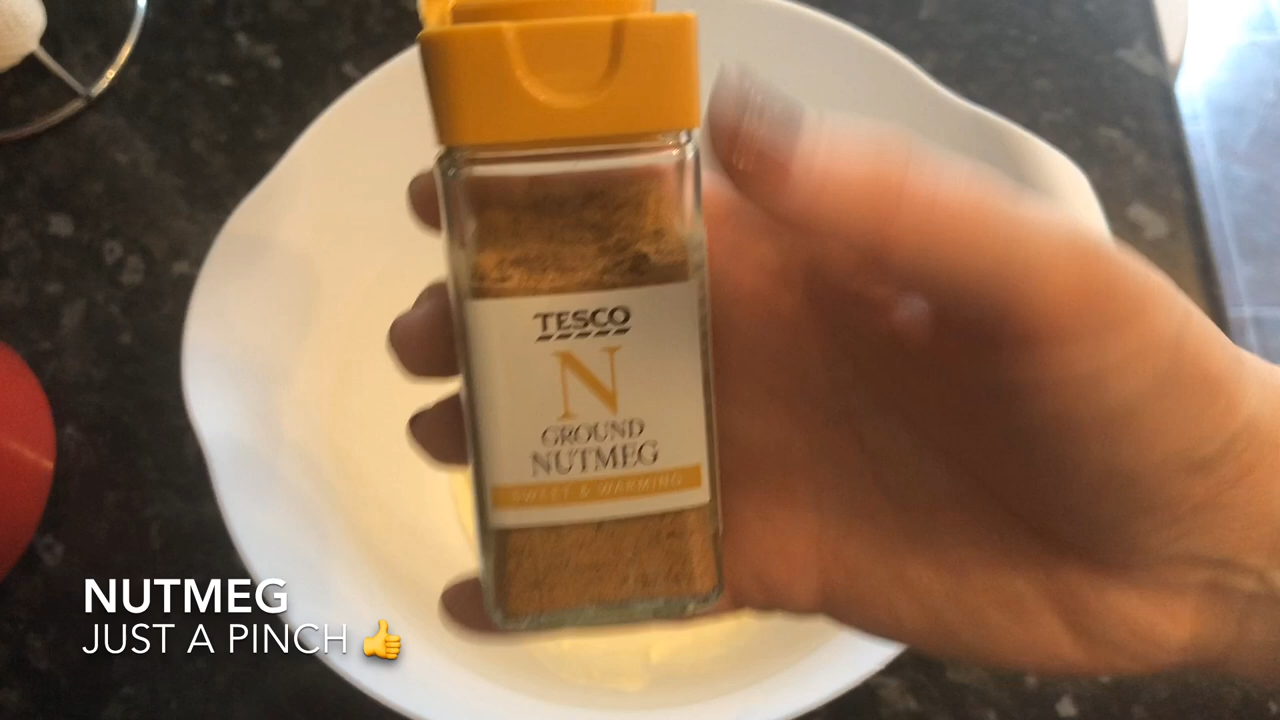 TESCO
N
GROUND
NUTMEG
SWEET & WARMING
NUTMEG
JUST A PINCH 👍